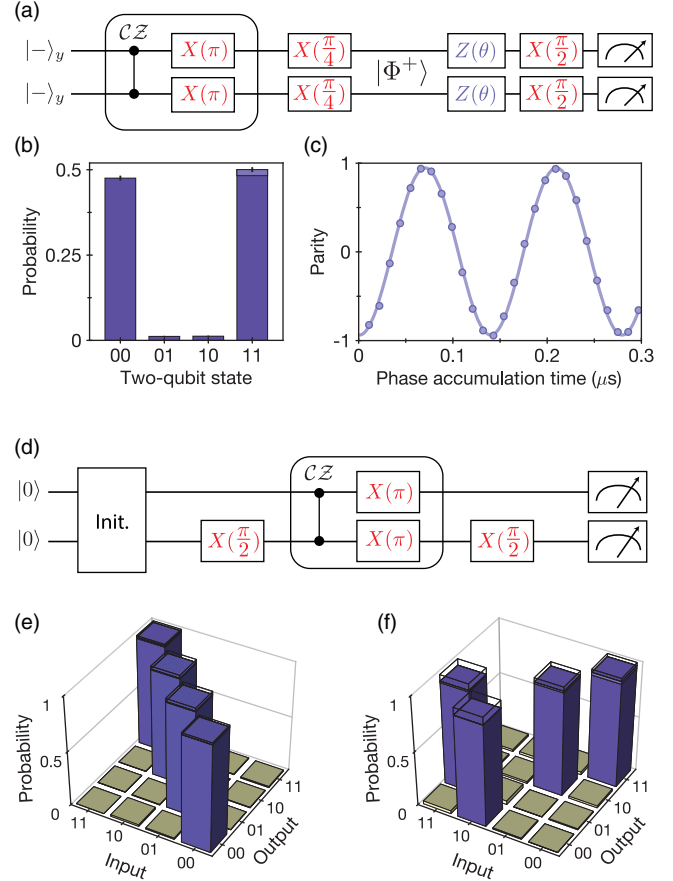 (a)
𝒞𝒵
|−⟩y X(π) X(π/4) Z(θ) X(π/2)
|Φ⁺⟩
|−⟩y X(π) X(π/4) Z(θ) X(π/2)
(b)
0.5
0.25
0
Probability
00 01 10 11
Two-qubit state
(c)
1
0
-1
Parity
0 0.1 0.2 0.3
Phase accumulation time (μs)
(d)
𝒞𝒵
|0⟩ X(π)
Init.
|0⟩ X(π/2) X(π) X(π/2)
(e)
1
0.5
0
Probability
11 10 01 00
Input
00 01 10 11
Output
(f)
1
0.5
0
Probability
11 10 01 00
Input
00 01 10 11
Output